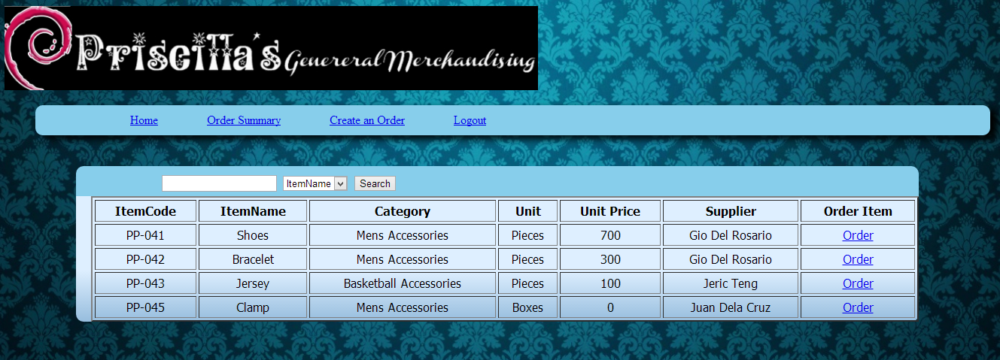 Priscilla's Genereral Merchandising
Home Order Summary Create an Order Logout
ItemName Search
ItemCode ItemName Category Unit Unit Price Supplier Order Item
PP-041 Shoes Mens Accessories Pieces 700 Gio Del Rosario Order
PP-042 Bracelet Mens Accessories Pieces 300 Gio Del Rosario Order
PP-043 Jersey Basketball Accessories Pieces 100 Jeric Teng Order
PP-045 Clamp Mens Accessories Boxes 0 Juan Dela Cruz Order